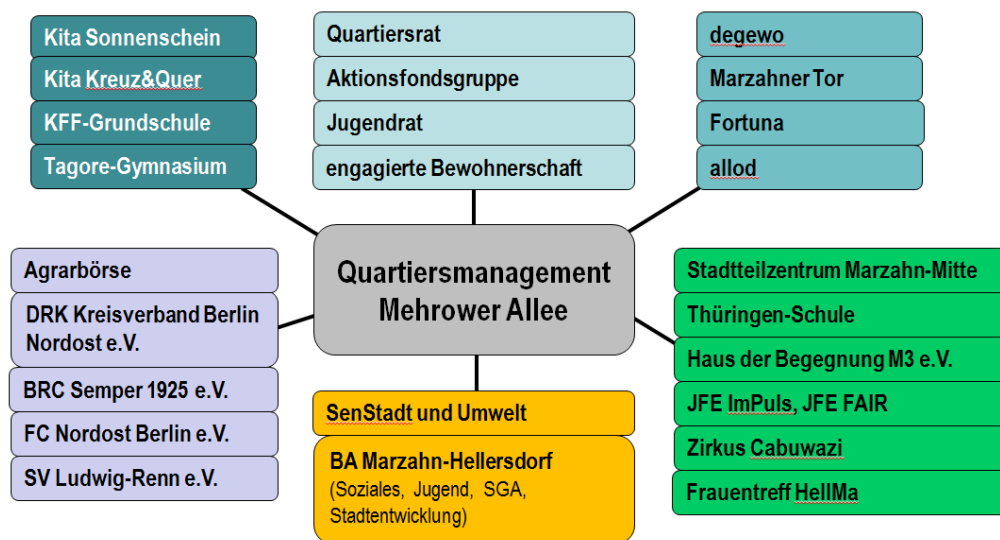 Kita Sonnenschein
Kita Kreuz&Quer
KFF-Grundschule
Tagore-Gymnasium
Quartiersrat
Aktionsfondsgruppe
Jugendrat
engagierte Bewohnerschaft
degewo
Marzahner Tor
Fortuna
allod
Quartiersmanagement
Mehrower Allee
Agrarbörse
DRK Kreisverband Berlin
Nordost e.V.
BRC Semper 1925 e.V.
FC Nordost Berlin e.V.
SV Ludwig-Renn e.V.
SenStadt und Umwelt
BA Marzahn-Hellersdorf
(Soziales, Jugend, SGA,
Stadtentwicklung)
Stadtteilzentrum Marzahn-Mitte
Thüringen-Schule
Haus der Begegnung M3 e.V.
JFE ImPuls, JFE FAIR
Zirkus Cabuwazi
Frauentreff HellMa